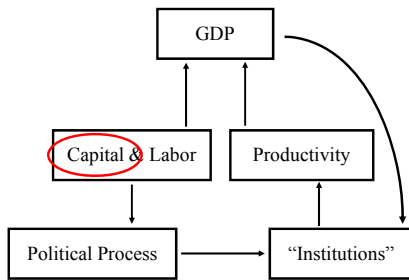 GDP
Capital & Labor
Productivity
Political Process
“Institutions”